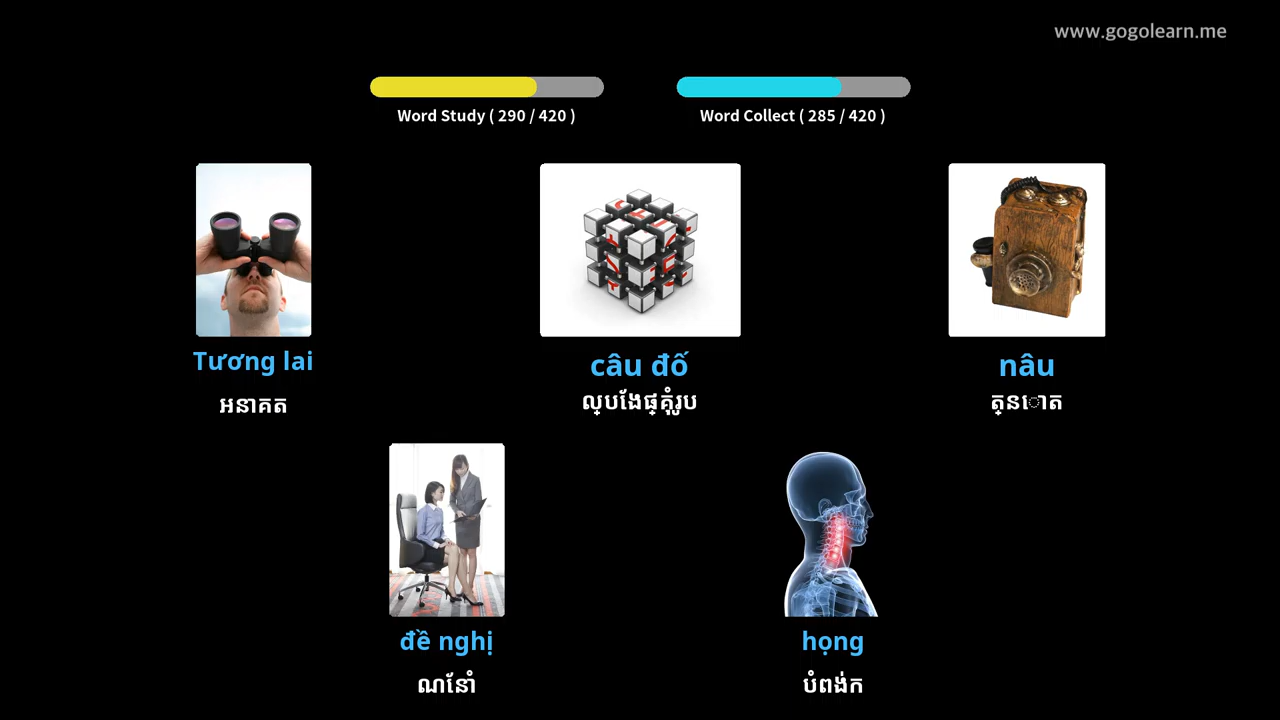 www.gogolearn.me
Word Study ( 290 / 420 )
Word Collect ( 285 / 420 )
Tương lai
câu đố
nâu
អនាគត
ល្បែងផ្គុំរូប
ត្នោត
đề nghị
họng
ណែនាំ
បំពង់ក